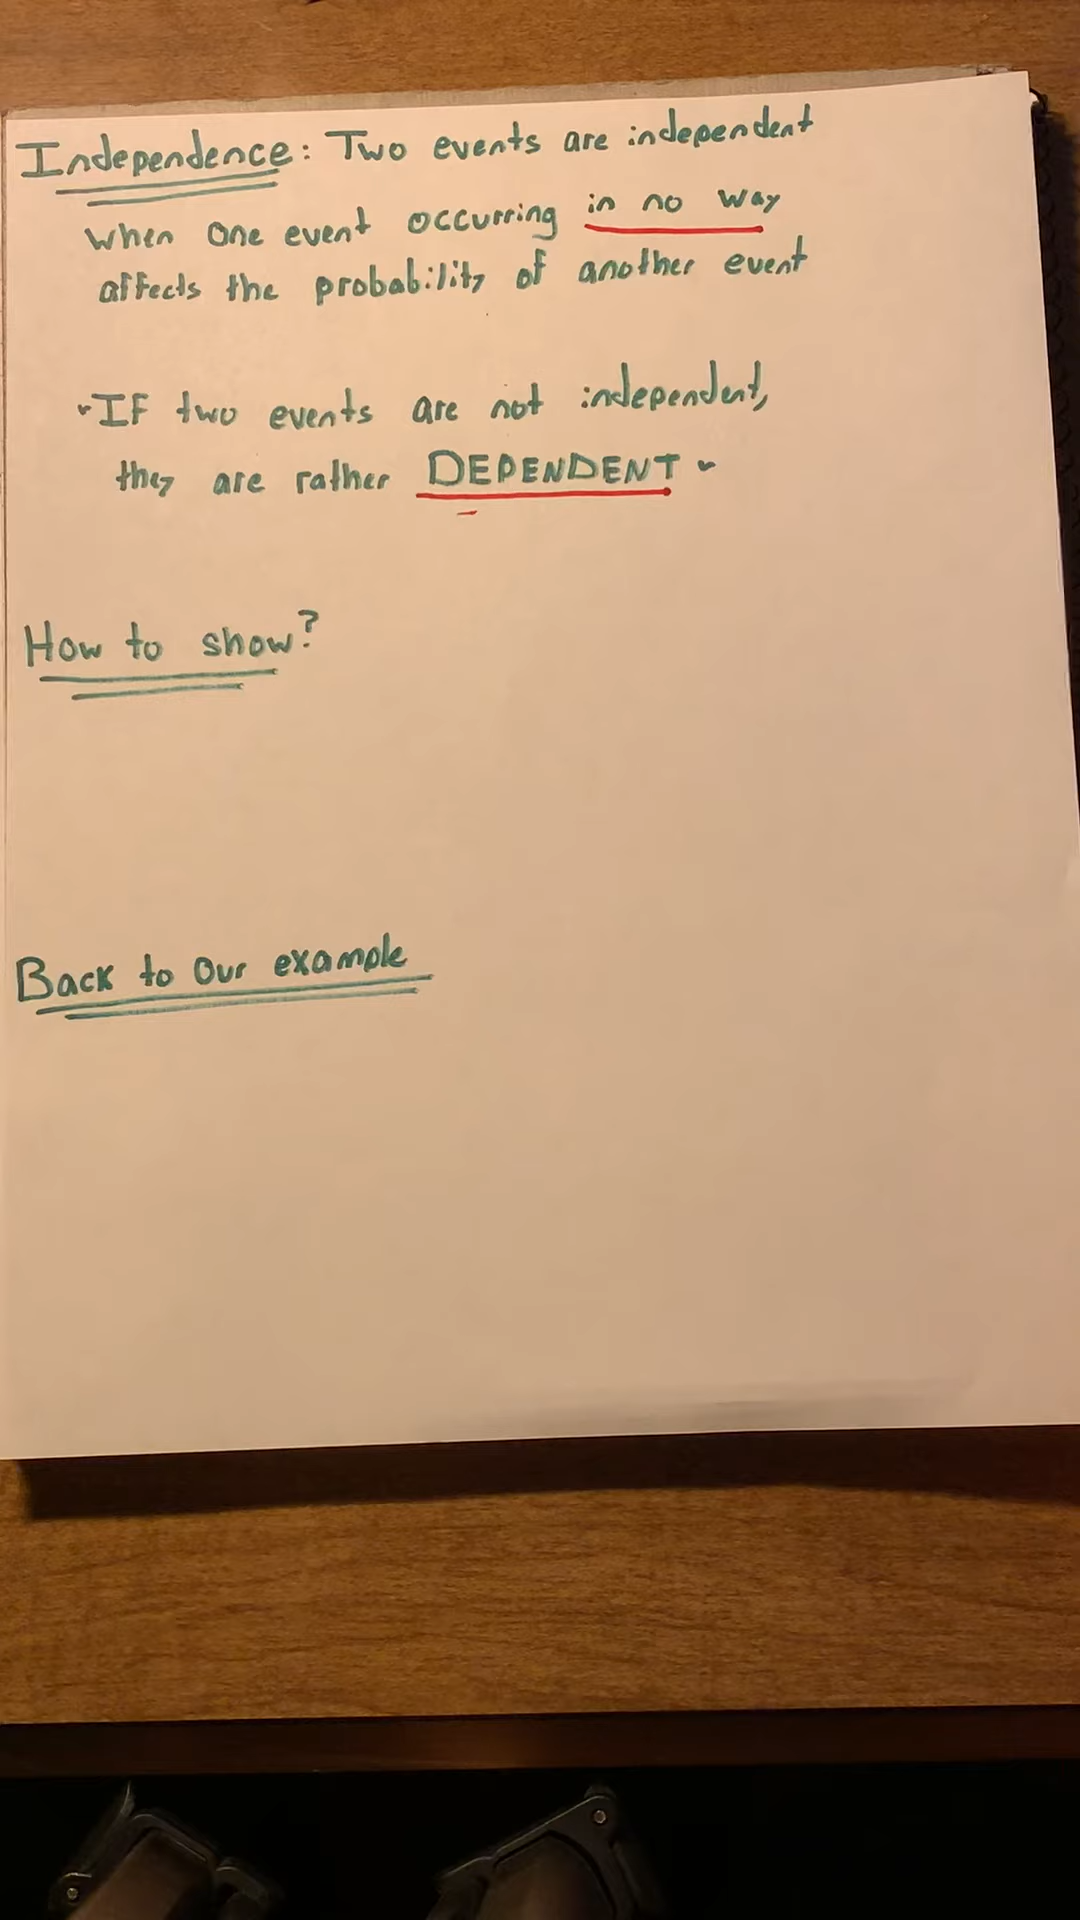 Independence: Two events are independent
when one event occurring in no way
affects the probability of another event
-If two events are not independent,
they are rather DEPENDENT-
How to show?
Back to our example